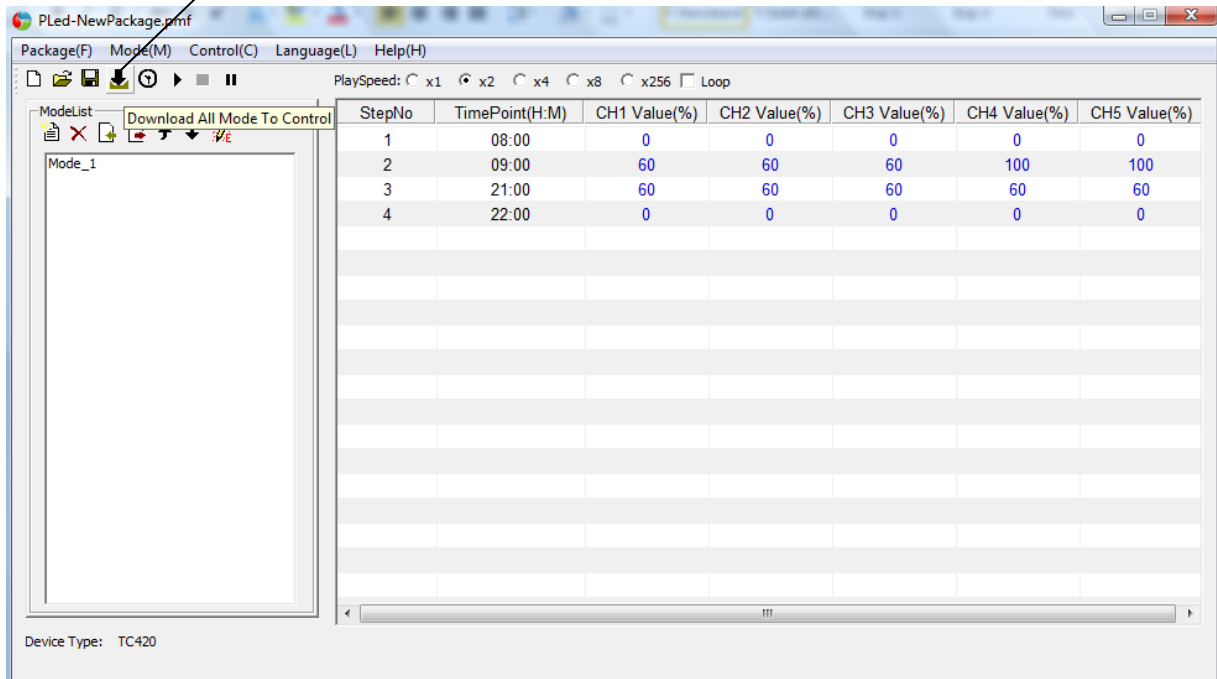 PLed-NewPackage.pmf
Package(F) Mode(M) Control(C) Language(L) Help(H)
PlaySpeed: x1 x2 x4 x8 x256 Loop
ModeList
Download All Mode To Control
Mode_1
StepNo TimePoint(H:M) CH1 Value(%) CH2 Value(%) CH3 Value(%) CH4 Value(%) CH5 Value(%)
1 08:00 0 0 0 0 0
2 09:00 60 60 60 100 100
3 21:00 60 60 60 60 60
4 22:00 0 0 0 0 0
Device Type: TC420